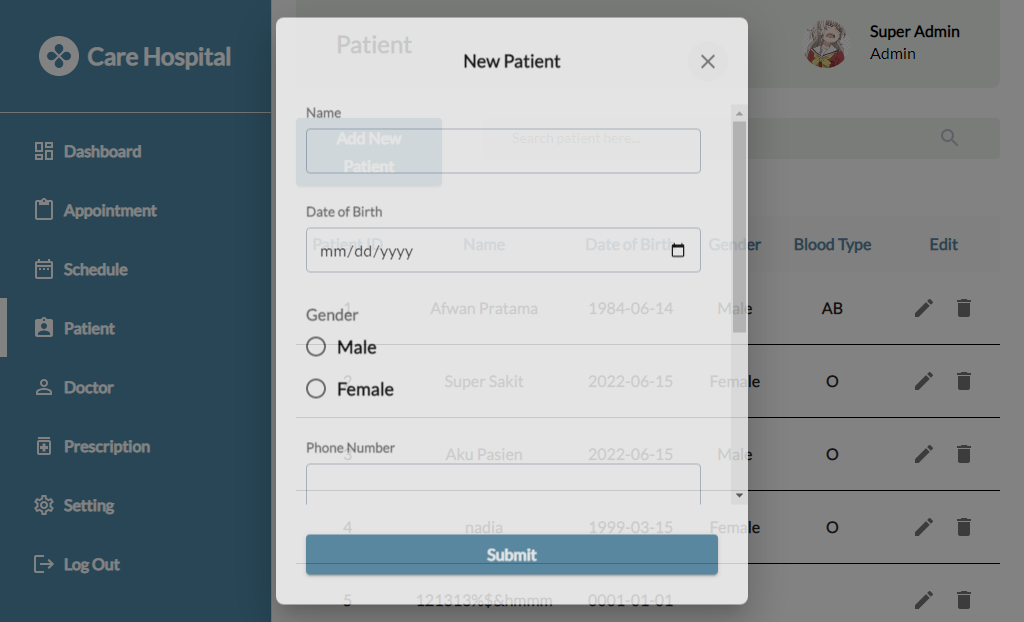 Care Hospital
Dashboard
Appointment
Schedule
Patient
Doctor
Prescription
Setting
Log Out
Patient
Super Admin
Admin
Add New
Patient
Search patient here...
Patient ID Name Date of Birth Gender Blood Type Edit
1 Afwan Pratama 1984-06-14 Male AB
2 Super Sakit 2022-06-15 Female O
3 Aku Pasien 2022-06-15 Male O
4 nadia 1999-03-15 Female O
5 121313%$&hmmm 0001-01-01
New Patient
Name
Date of Birth
mm/dd/yyyy
Gender
Male
Female
Phone Number
Submit